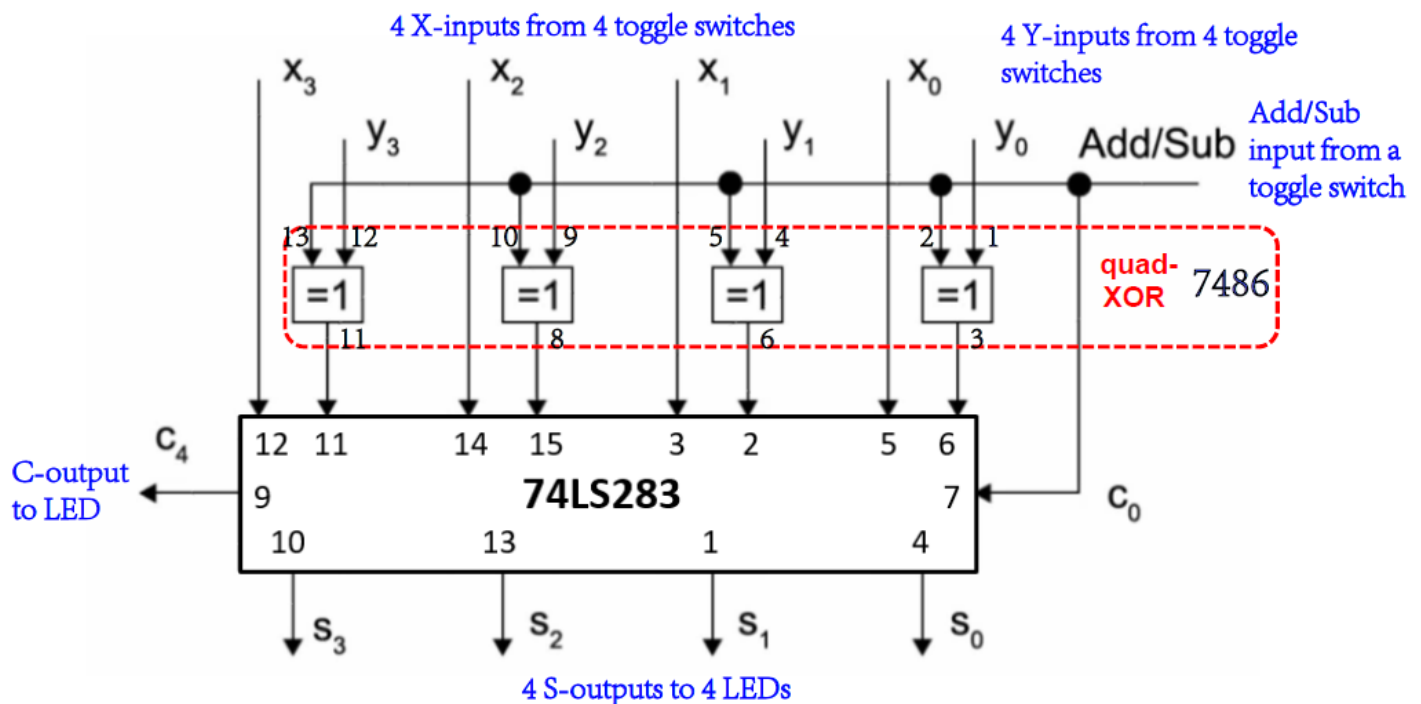 4 X-inputs from 4 toggle switches
4 Y-inputs from 4 toggle
switches
x3 x2 x1 x0
Add/Sub
input from a
toggle switch
y3 y2 y1 y0 Add/Sub
13 12 10 9 5 4 2 1
=1 =1 =1 =1
quad-
XOR
7486
11 8 6 3
12 11 14 15 3 2 5 6
c4
C-output
to LED
9 74LS283 7
c0
10 13 1 4
s3 s2 s1 s0
4 S-outputs to 4 LEDs